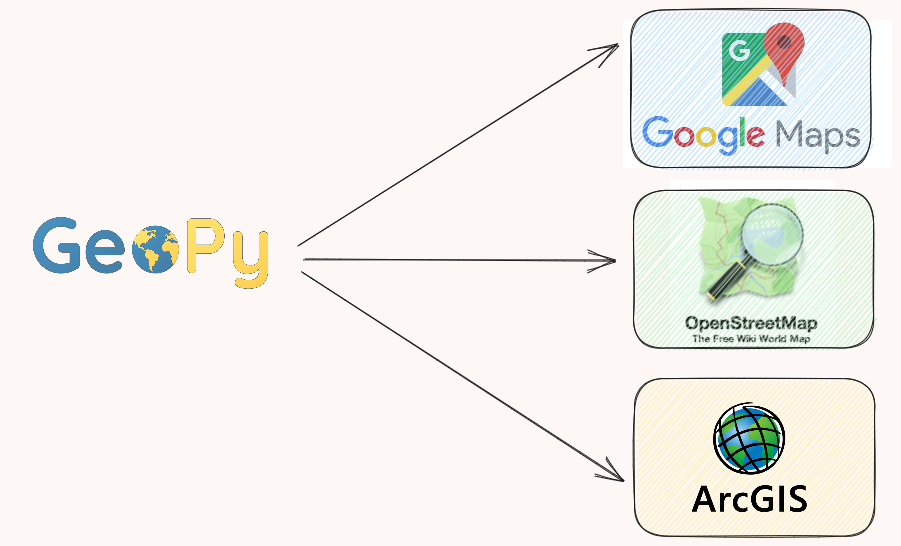 GeoPy
G
Google Maps
OpenStreetMap
The Free Wiki World Map
ArcGIS